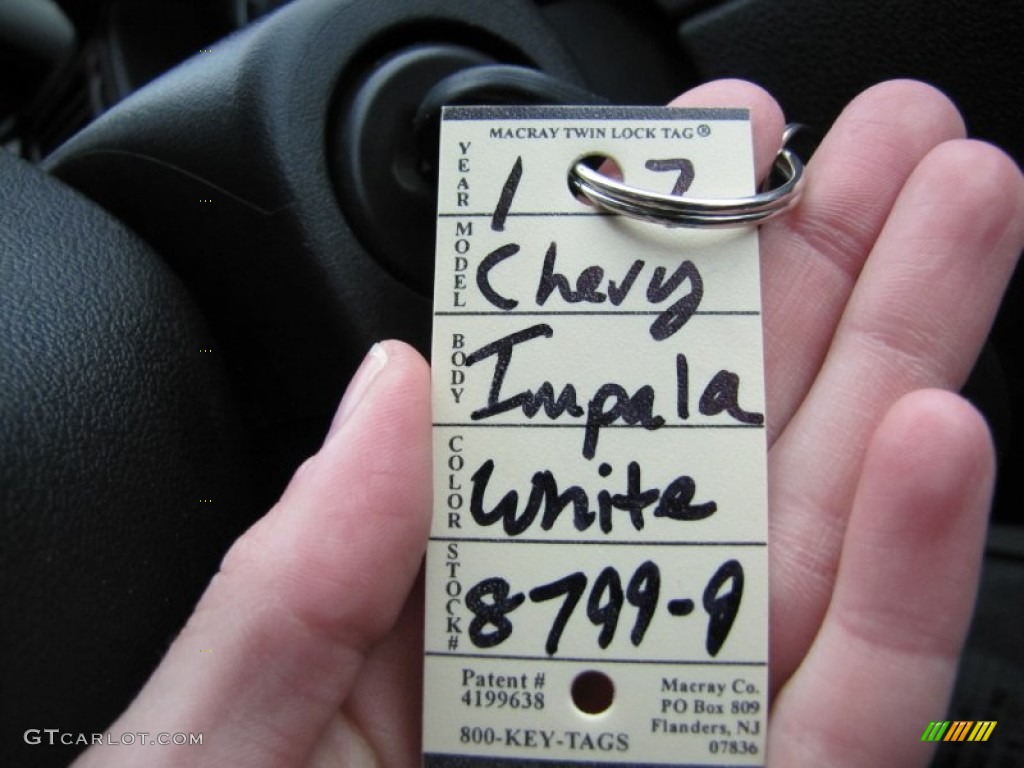 MACRAY TWIN LOCK TAG®
YEAR 1 7
MODEL Chevy
BODY Impala
COLOR White
STOCK# 8799-9
Patent #
4199638
800-KEY-TAGS
Macray Co.
PO Box 809
Flanders, NJ
07836
GTCARLOT.COM